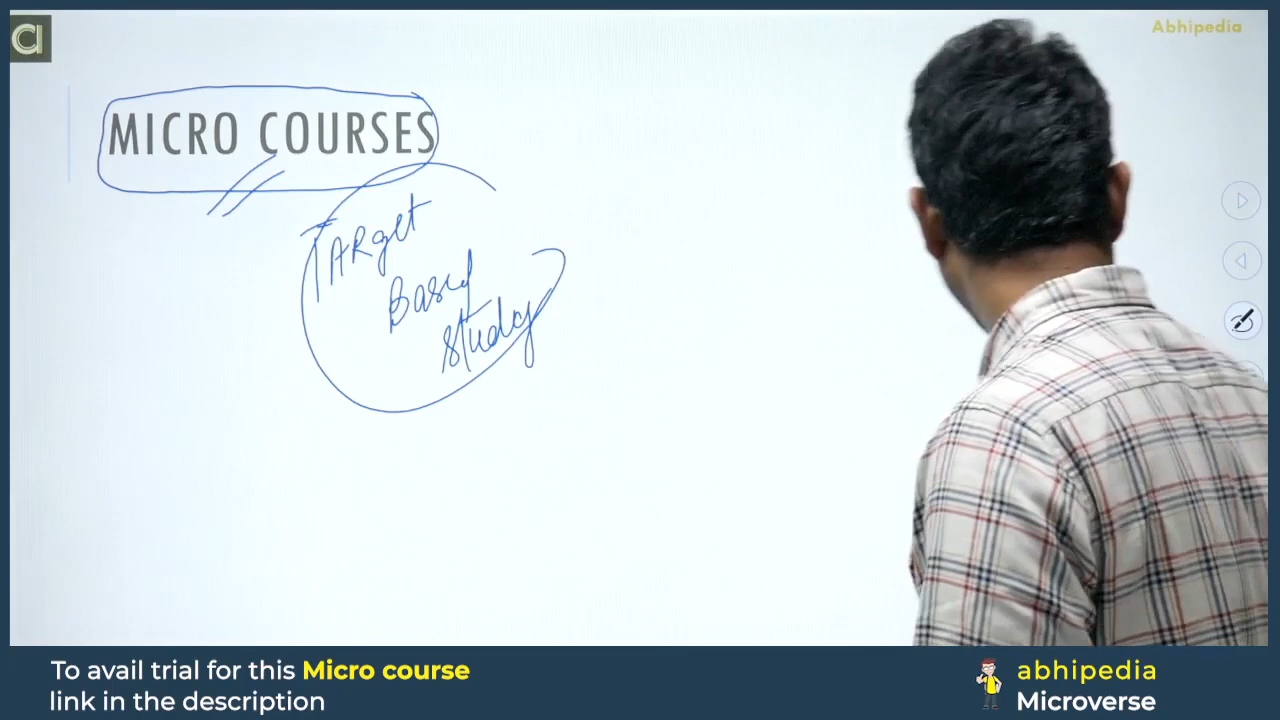 Abhipedia
MICRO COURSES
TARget
Based
Study
To avail trial for this Micro course
link in the description
abhipedia
Microverse